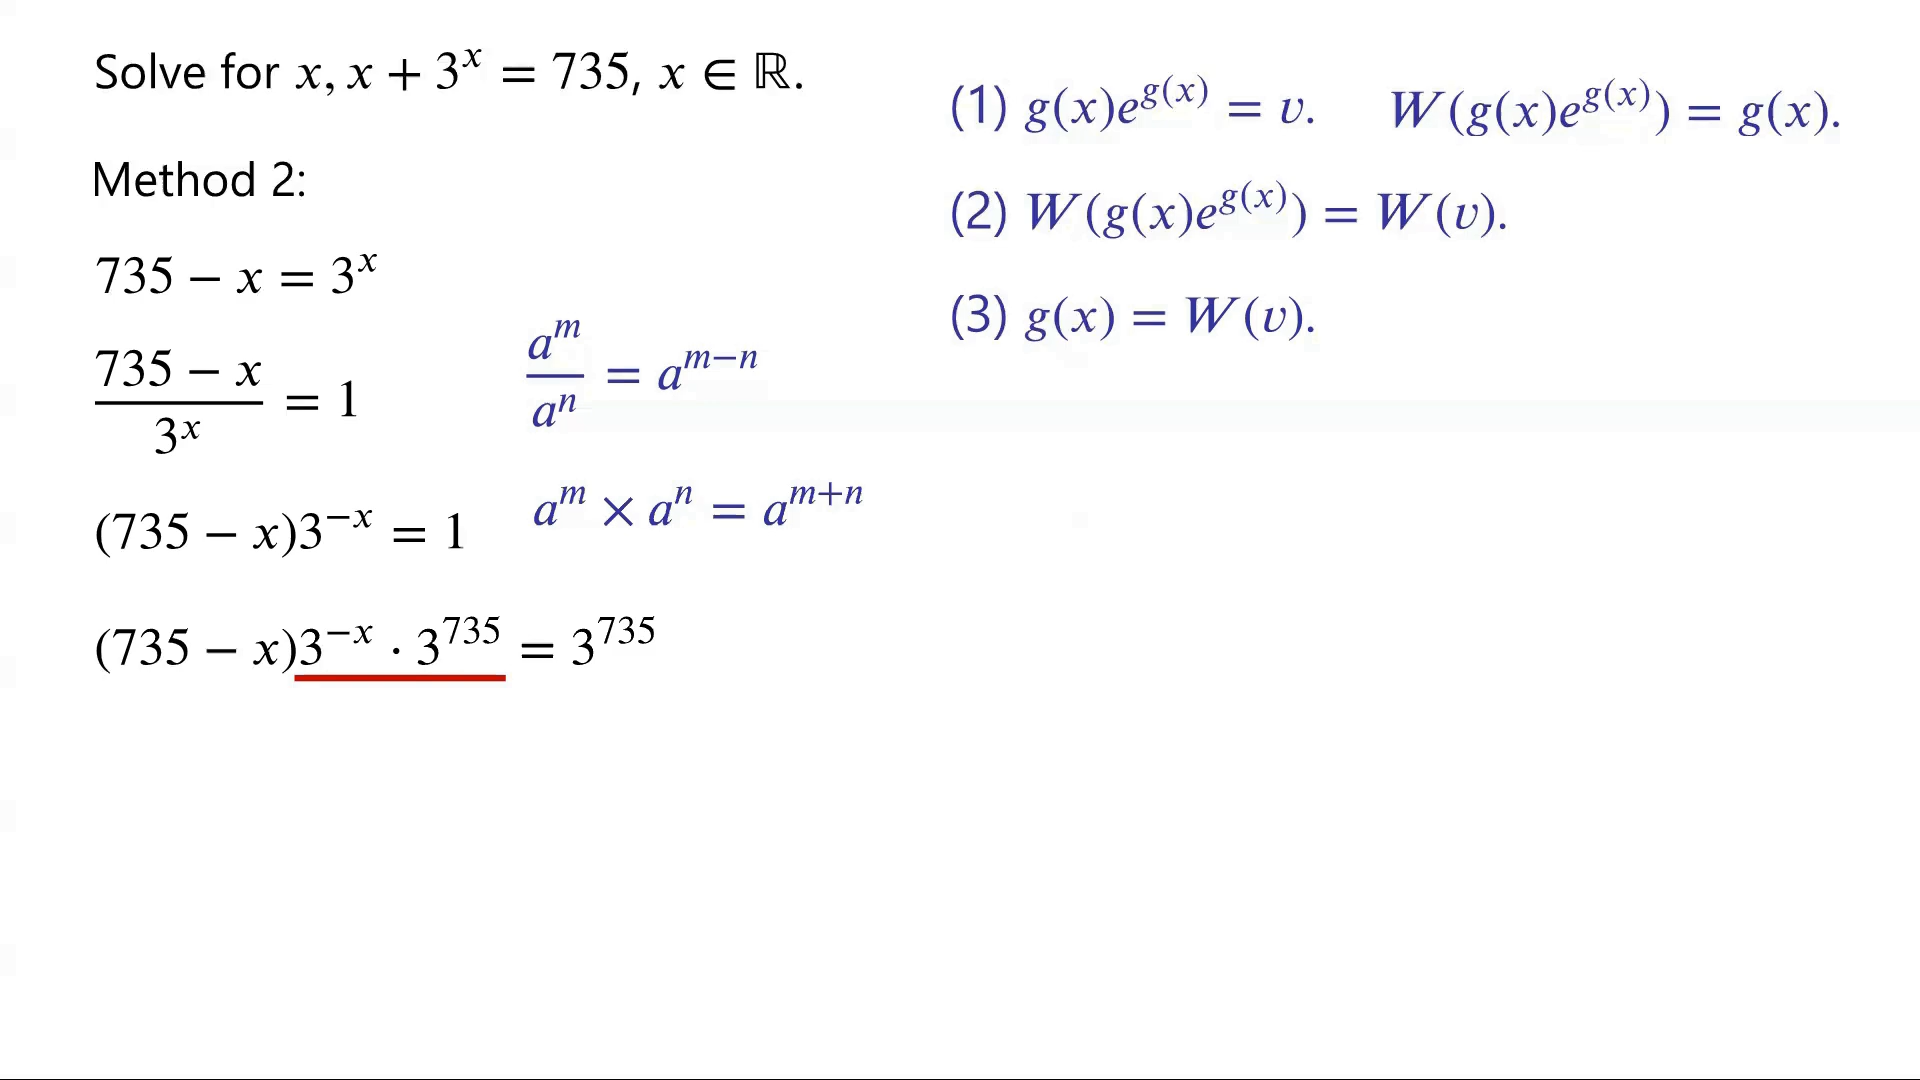 Solve for x, x + 3^x = 735, x ∈ ℝ.
Method 2:
735 − x = 3^x
(735 − x)/3^x = 1
(735 − x)3^{−x} = 1
(735 − x)3^{−x} · 3^{735} = 3^{735}
a^m/a^n = a^{m−n}
a^m × a^n = a^{m+n}
(1) g(x)e^{g(x)} = v. W(g(x)e^{g(x)}) = g(x).
(2) W(g(x)e^{g(x)}) = W(v).
(3) g(x) = W(v).